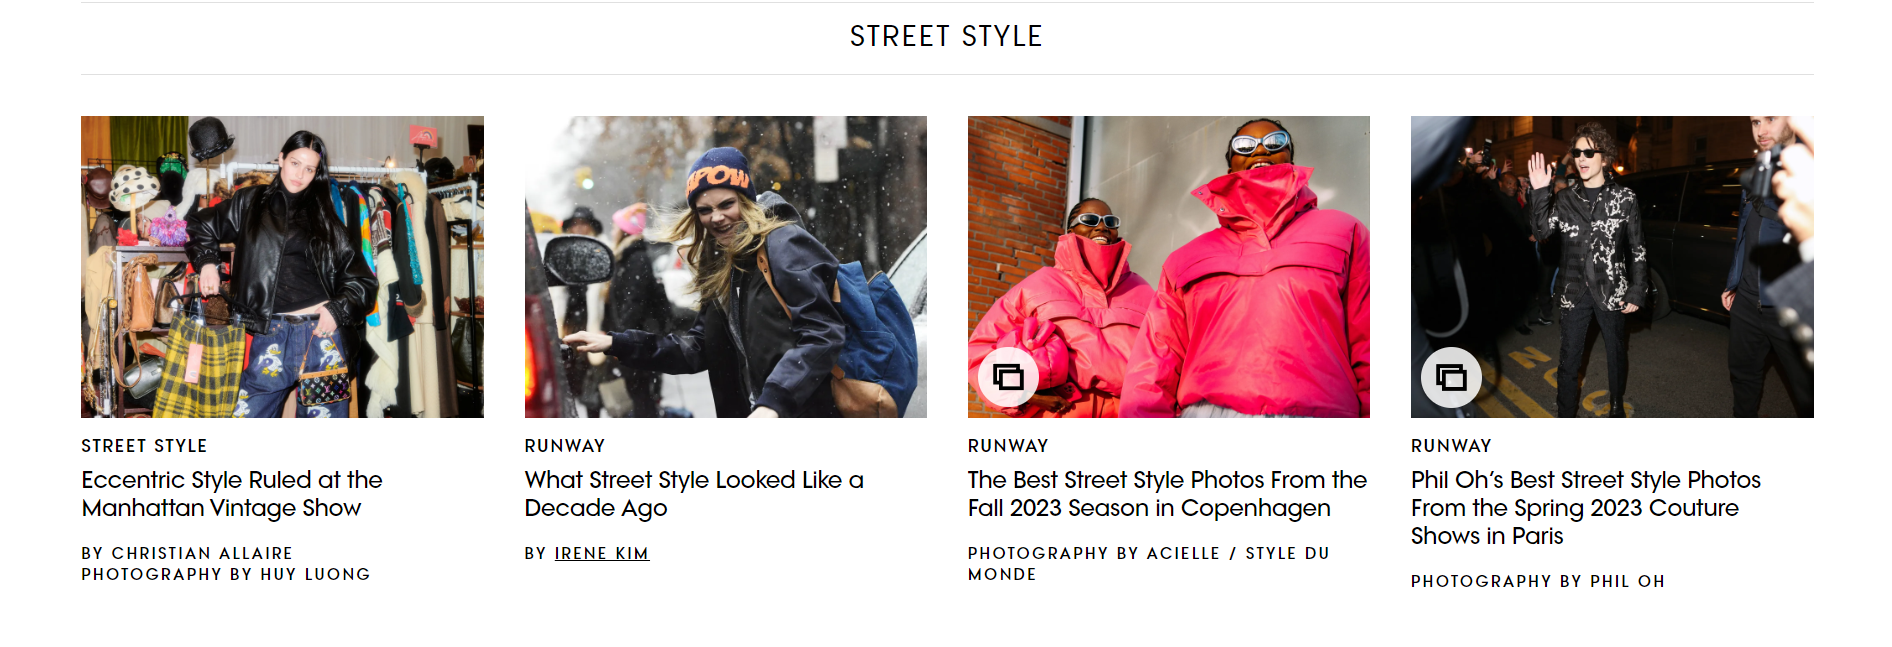 STREET STYLE
STREET STYLE
Eccentric Style Ruled at the
Manhattan Vintage Show
BY CHRISTIAN ALLAIRE
PHOTOGRAPHY BY HUY LUONG
POW
RUNWAY
What Street Style Looked Like a
Decade Ago
BY IRENE KIM
RUNWAY
The Best Street Style Photos From the
Fall 2023 Season in Copenhagen
PHOTOGRAPHY BY ACIELLE / STYLE DU
MONDE
RUNWAY
Phil Oh’s Best Street Style Photos
From the Spring 2023 Couture
Shows in Paris
PHOTOGRAPHY BY PHIL OH